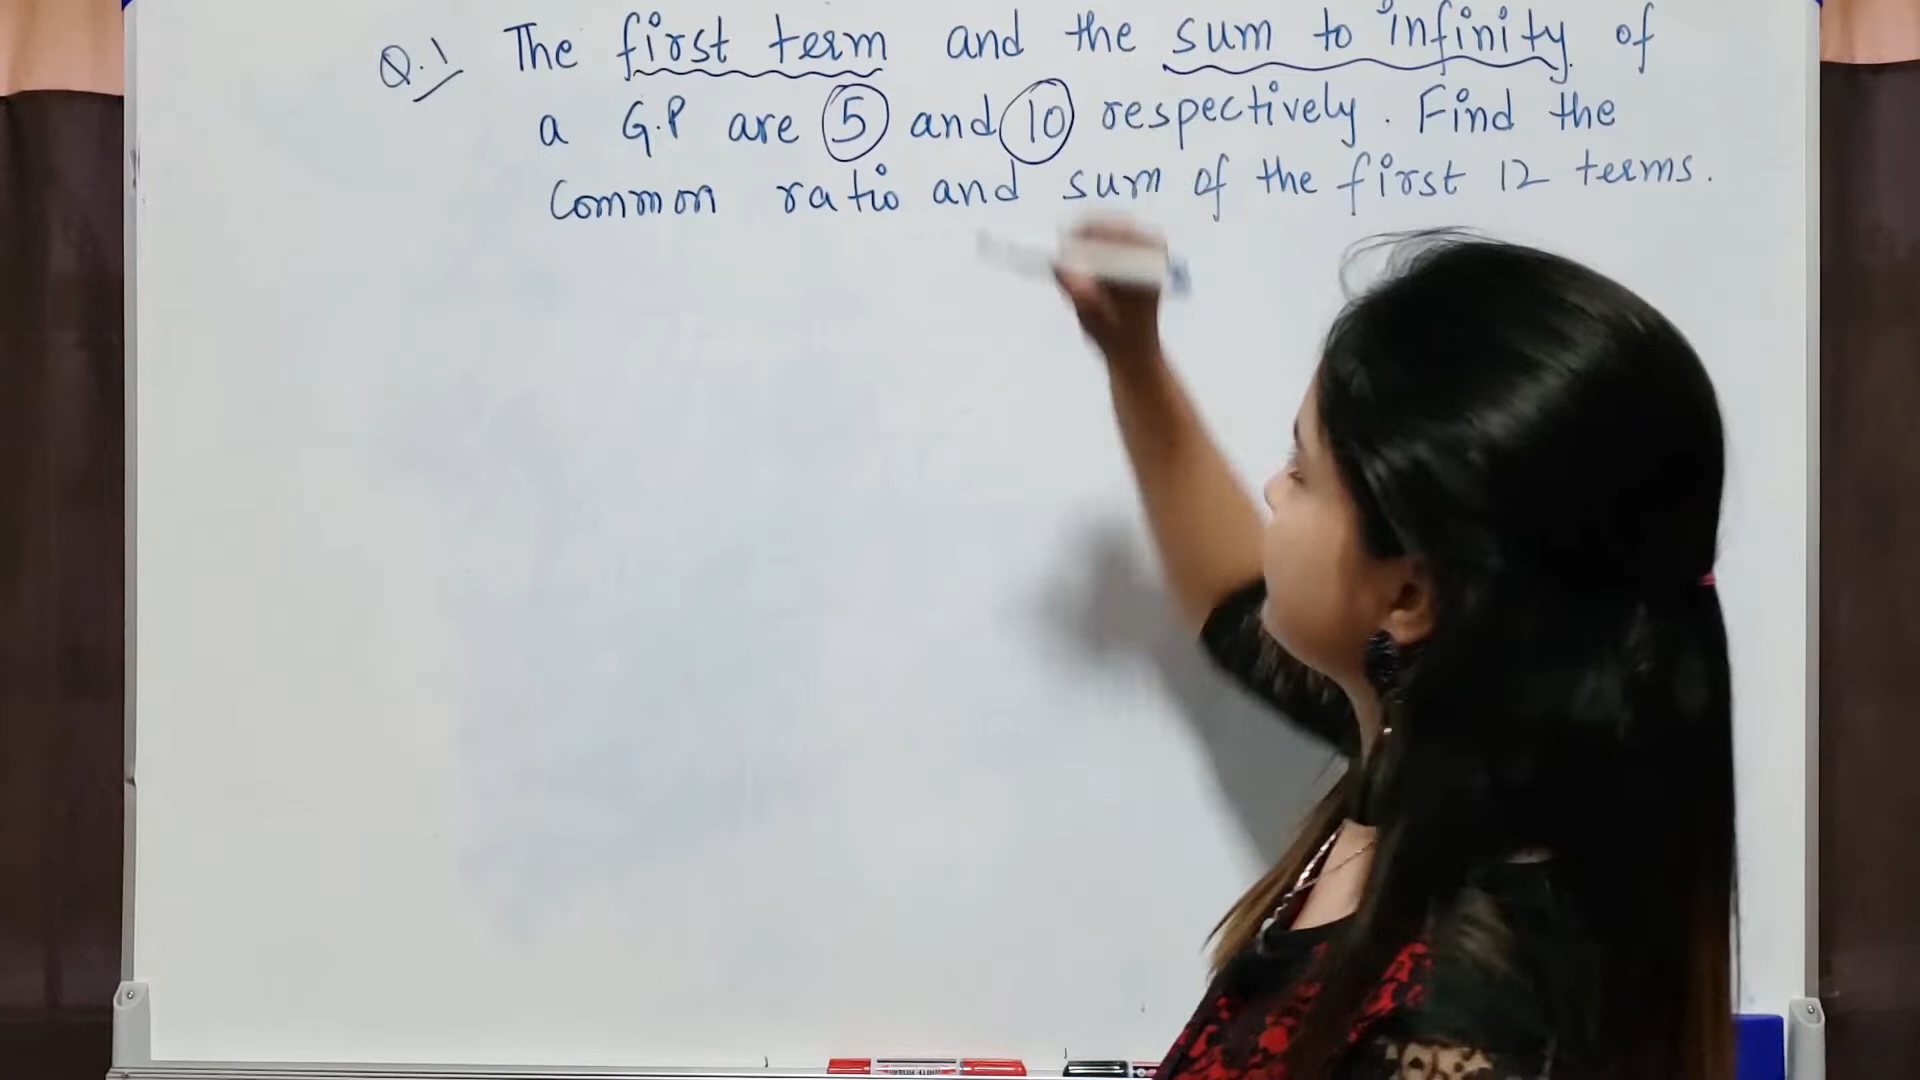 Q.1 The first term and the sum to infinity of
a G.P are 5 and 10 respectively. Find the
Common ratio and sum of the first 12 terms.